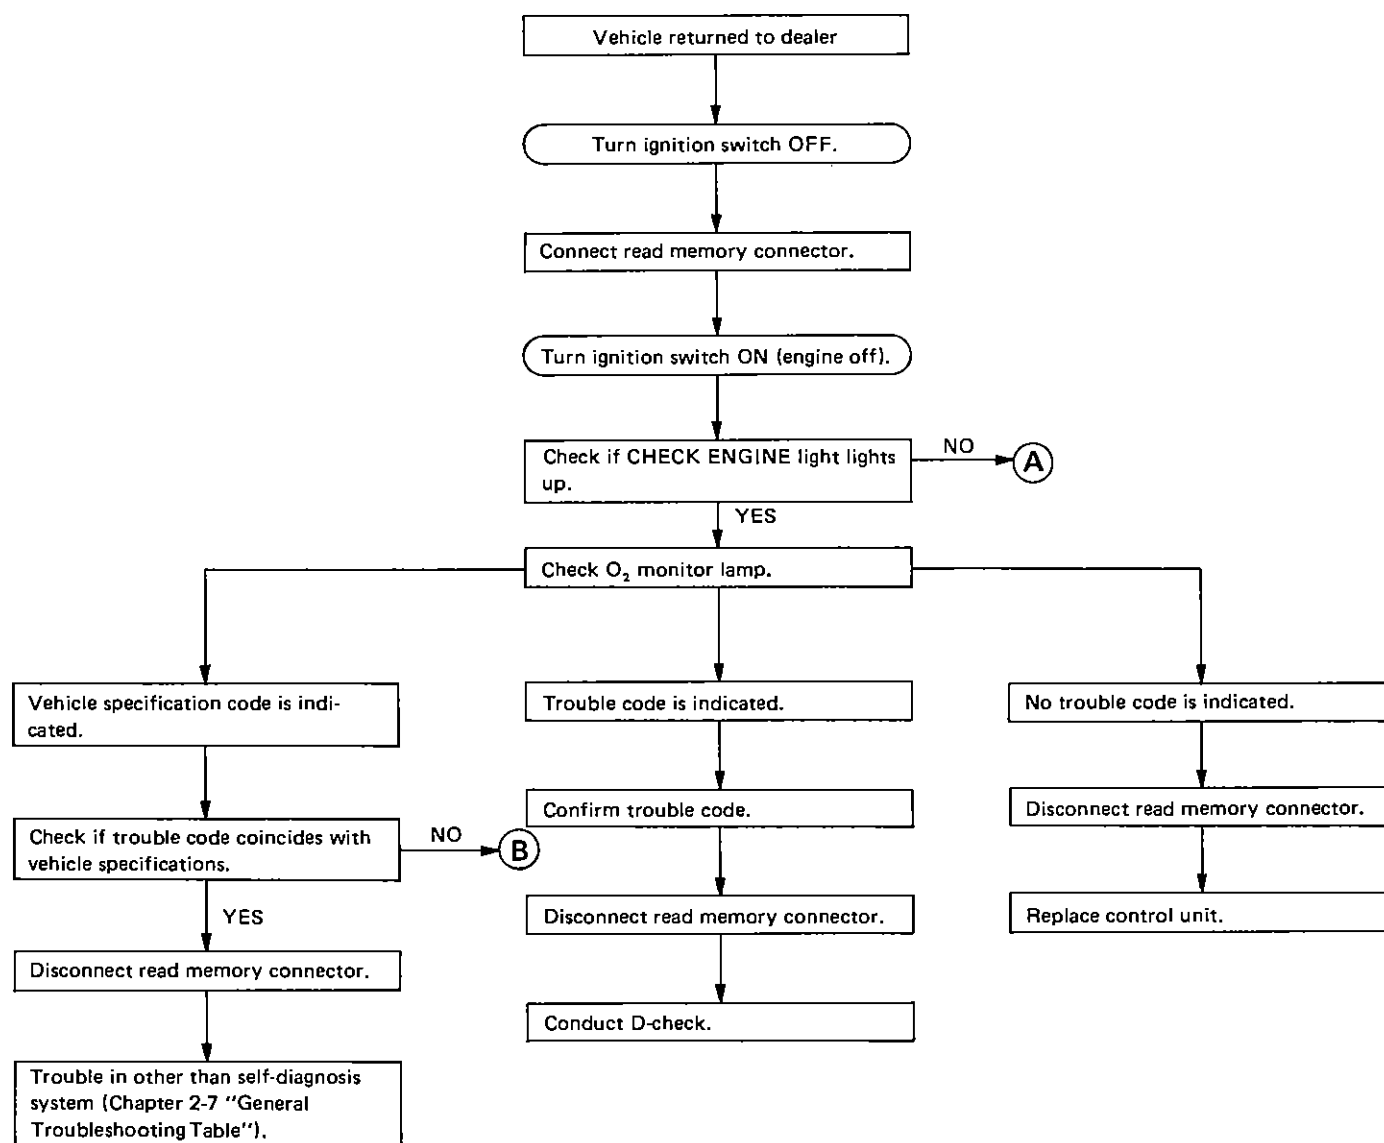 Vehicle returned to dealer
Turn ignition switch OFF.
Connect read memory connector.
Turn ignition switch ON (engine off).
Check if CHECK ENGINE light lights
up.
NO
A
YES
Check O₂ monitor lamp.
Vehicle specification code is indi-
cated.
Check if trouble code coincides with
vehicle specifications.
NO
B
YES
Disconnect read memory connector.
Trouble in other than self-diagnosis
system (Chapter 2-7 "General
Troubleshooting Table").
Trouble code is indicated.
Confirm trouble code.
Disconnect read memory connector.
Conduct D-check.
No trouble code is indicated.
Disconnect read memory connector.
Replace control unit.